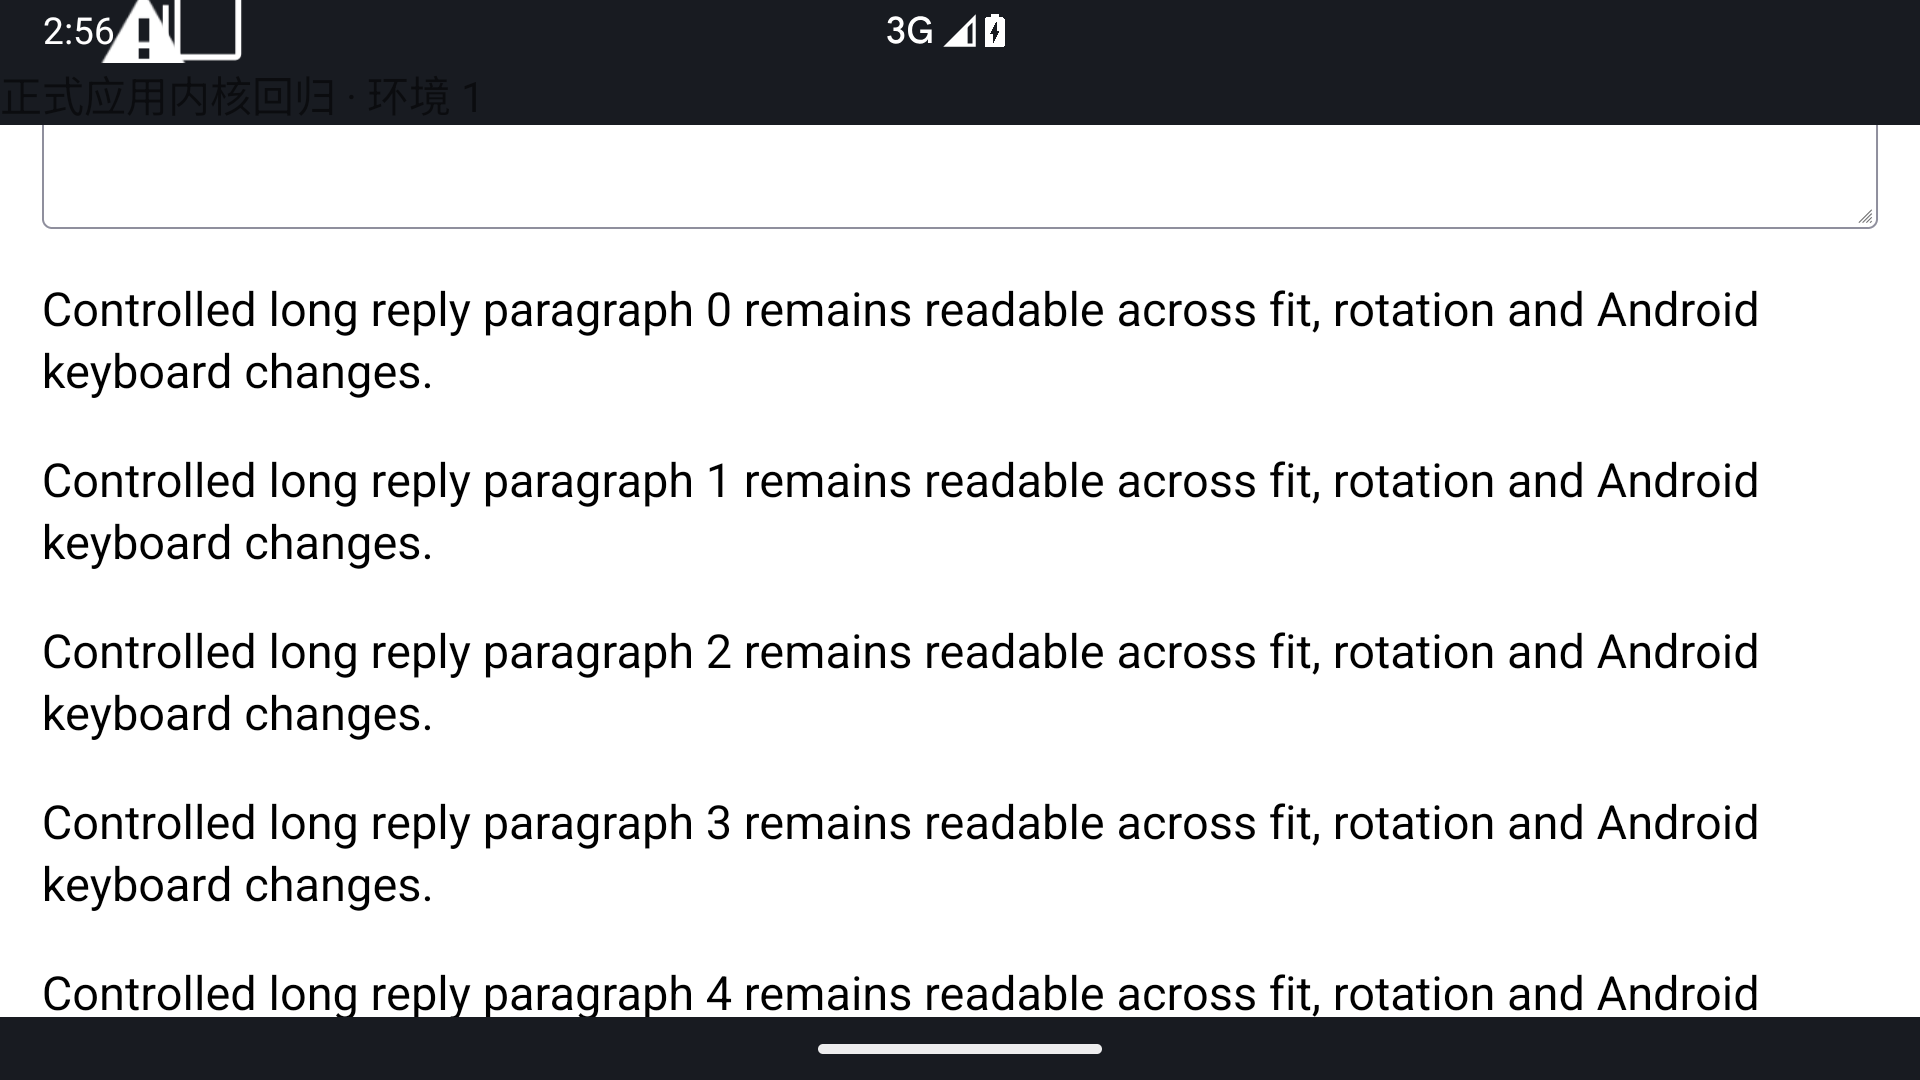 2:56
3G
正式应用内核回归 · 环境 1
Controlled long reply paragraph 0 remains readable across fit, rotation and Android
keyboard changes.
Controlled long reply paragraph 1 remains readable across fit, rotation and Android
keyboard changes.
Controlled long reply paragraph 2 remains readable across fit, rotation and Android
keyboard changes.
Controlled long reply paragraph 3 remains readable across fit, rotation and Android
keyboard changes.
Controlled long reply paragraph 4 remains readable across fit, rotation and Android